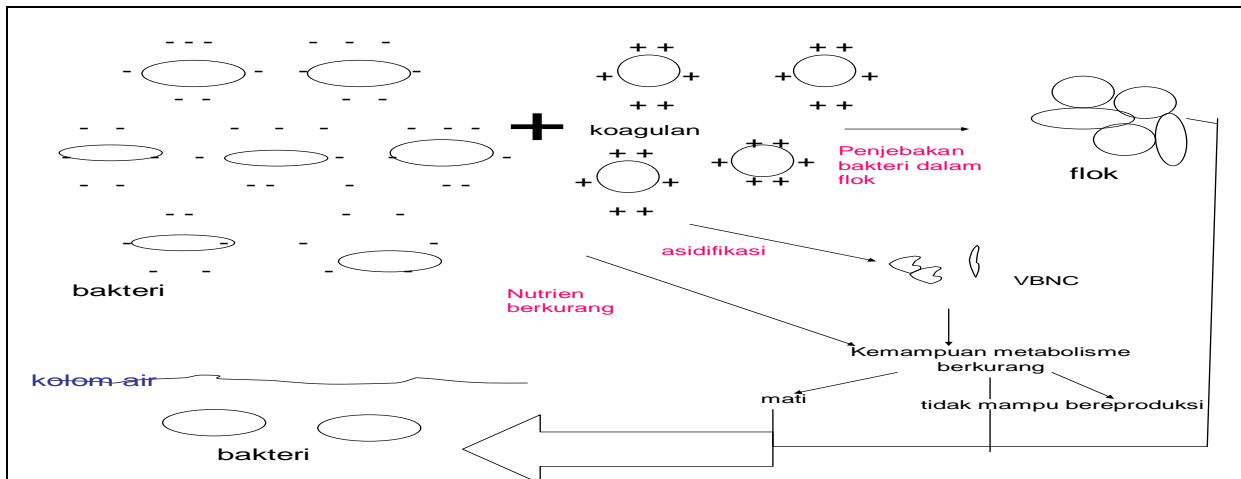 koagulan
Penjebakan
bakteri dalam
flok
flok
asidifikasi
VBNC
bakteri
Nutrien
berkurang
Kemampuan metabolisme
berkurang
kolom air
mati
tidak mampu bereproduksi
bakteri